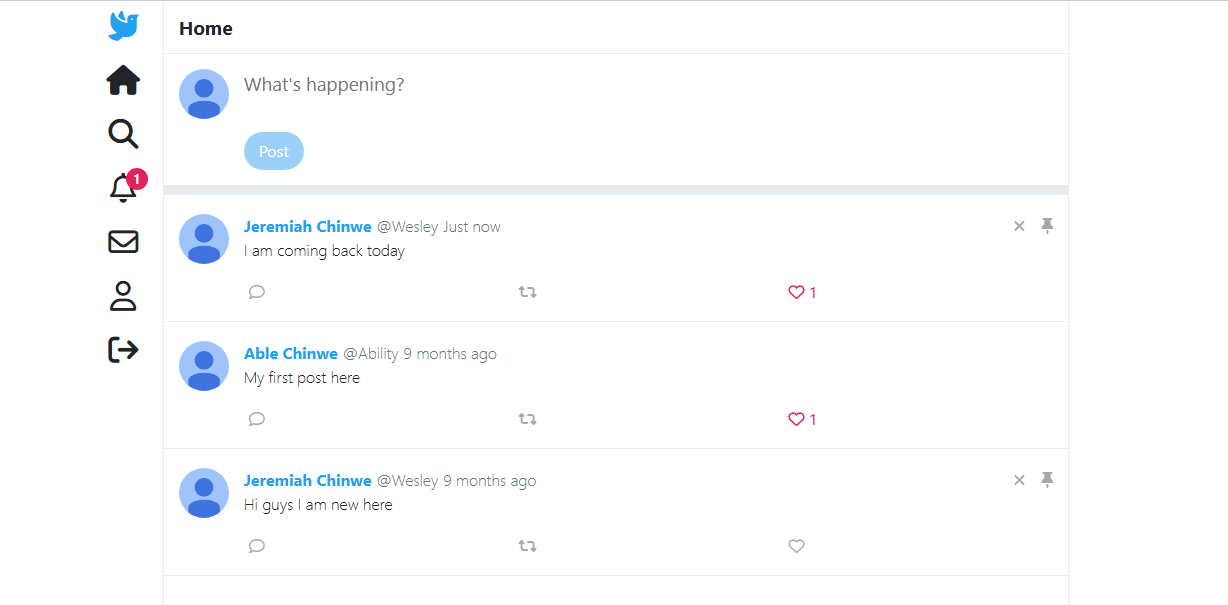 Home
What's happening?
Post
1
Jeremiah Chinwe @Wesley Just now
I am coming back today
1
Able Chinwe @Ability 9 months ago
My first post here
1
Jeremiah Chinwe @Wesley 9 months ago
Hi guys I am new here